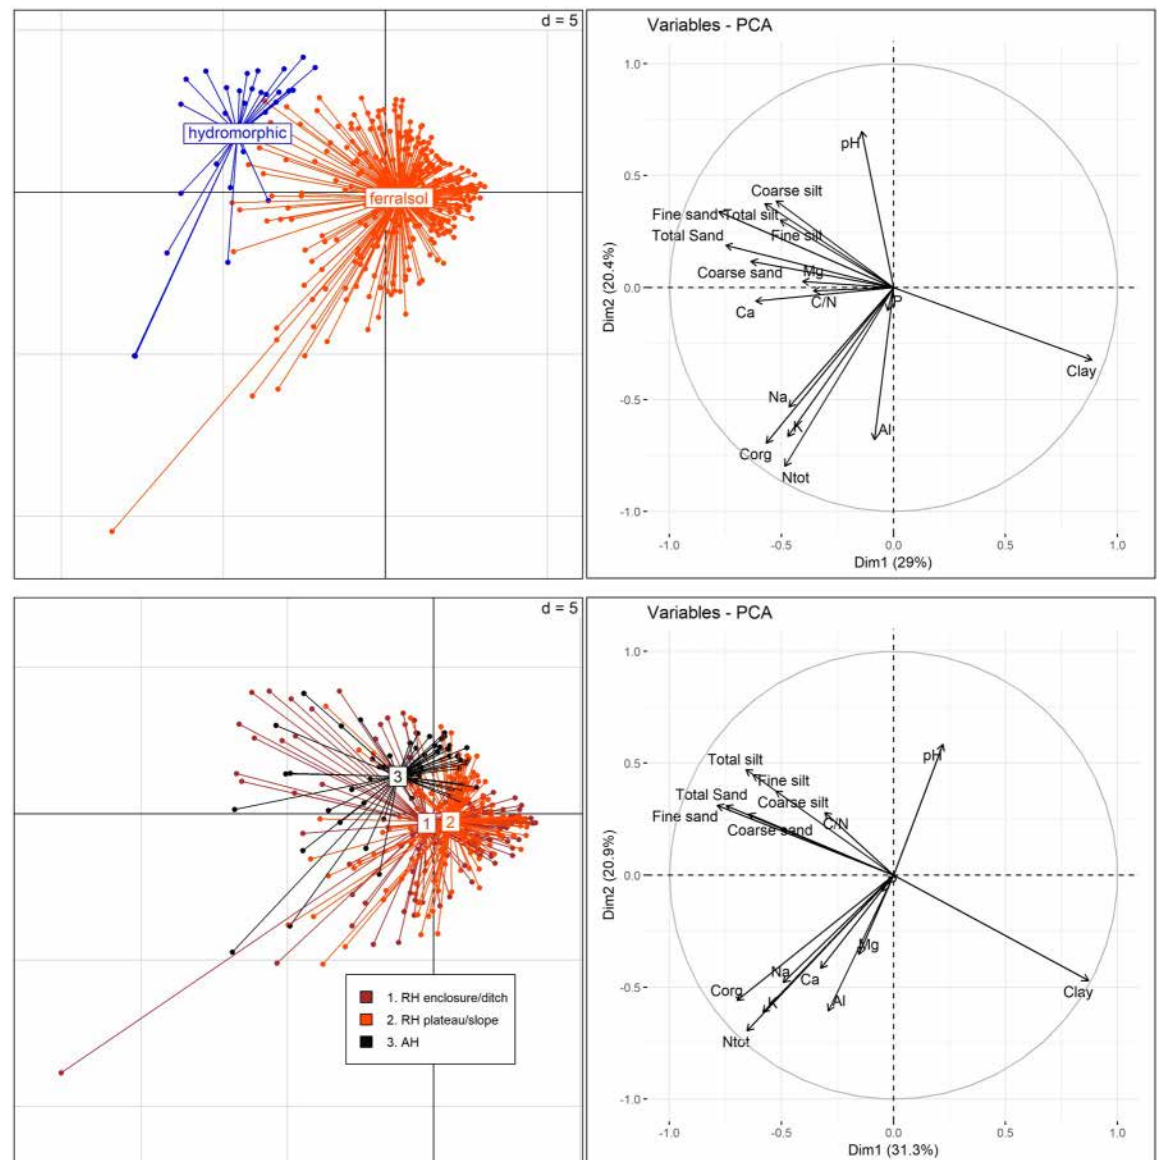 d = 5
hydromorphic
ferralsol
Variables - PCA
1.0
0.5
0.0
-0.5
-1.0
Dim2 (20.4%)
pH
Coarse silt
Fine sand
Total silt
Total Sand
Fine silt
Coarse sand
Mg
C/N
P
Ca
Clay
Na
K
Al
Corg
Ntot
-1.0
-0.5
0.0
0.5
1.0
Dim1 (29%)
d = 5
3
1
2
1. RH enclosure/ditch
2. RH plateau/slope
3. AH
Variables - PCA
1.0
0.5
0.0
-0.5
-1.0
Dim2 (20.9%)
pH
Total silt
Fine silt
Total Sand
Coarse silt
Fine sand
Coarse sand
C/N
Mg
Na
Ca
Corg
K
Al
Clay
Ntot
-1.0
-0.5
0.0
0.5
1.0
Dim1 (31.3%)